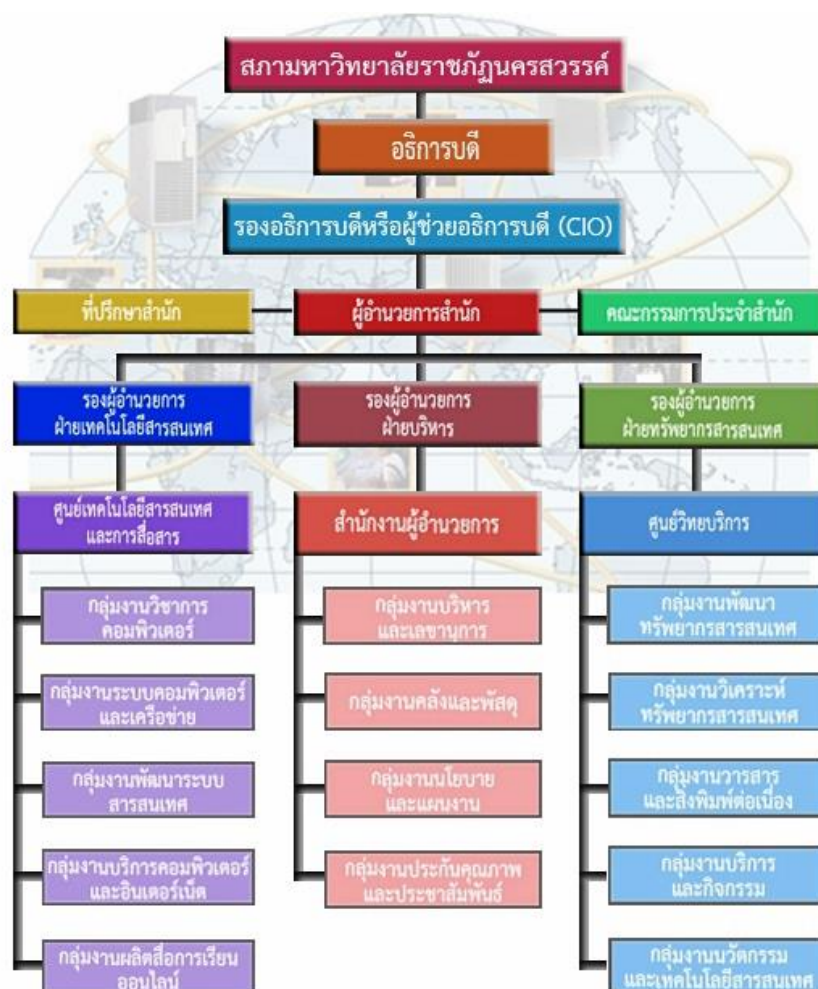 สภามหาวิทยาลัยราชภัฏนครสวรรค์
อธิการบดี
รองอธิการบดีหรือผู้ช่วยอธิการบดี (CIO)
ที่ปรึกษาสำนัก
ผู้อำนวยการสำนัก
คณะกรรมการประจำสำนัก
รองผู้อำนวยการ
ฝ่ายเทคโนโลยีสารสนเทศ
รองผู้อำนวยการ
ฝ่ายบริหาร
รองผู้อำนวยการ
ฝ่ายทรัพยากรสารสนเทศ
ศูนย์เทคโนโลยีสารสนเทศ
และการสื่อสาร
สำนักงานผู้อำนวยการ
ศูนย์วิทยบริการ
กลุ่มงานวิชาการ
คอมพิวเตอร์
กลุ่มงานบริหาร
และเลขานุการ
กลุ่มงานพัฒนา
ทรัพยากรสารสนเทศ
กลุ่มงานระบบคอมพิวเตอร์
และเครือข่าย
กลุ่มงานคลังและพัสดุ
กลุ่มงานวิเคราะห์
ทรัพยากรสารสนเทศ
กลุ่มงานพัฒนาระบบ
สารสนเทศ
กลุ่มงานนโยบาย
และแผนงาน
กลุ่มงานวารสาร
และสิ่งพิมพ์ต่อเนื่อง
กลุ่มงานบริการคอมพิวเตอร์
และอินเตอร์เน็ต
กลุ่มงานประกันคุณภาพ
และประชาสัมพันธ์
กลุ่มงานบริการ
และกิจกรรม
กลุ่มงานผลิตสื่อการเรียน
ออนไลน์
กลุ่มงานนวัตกรรม
และเทคโนโลยีสารสนเทศ